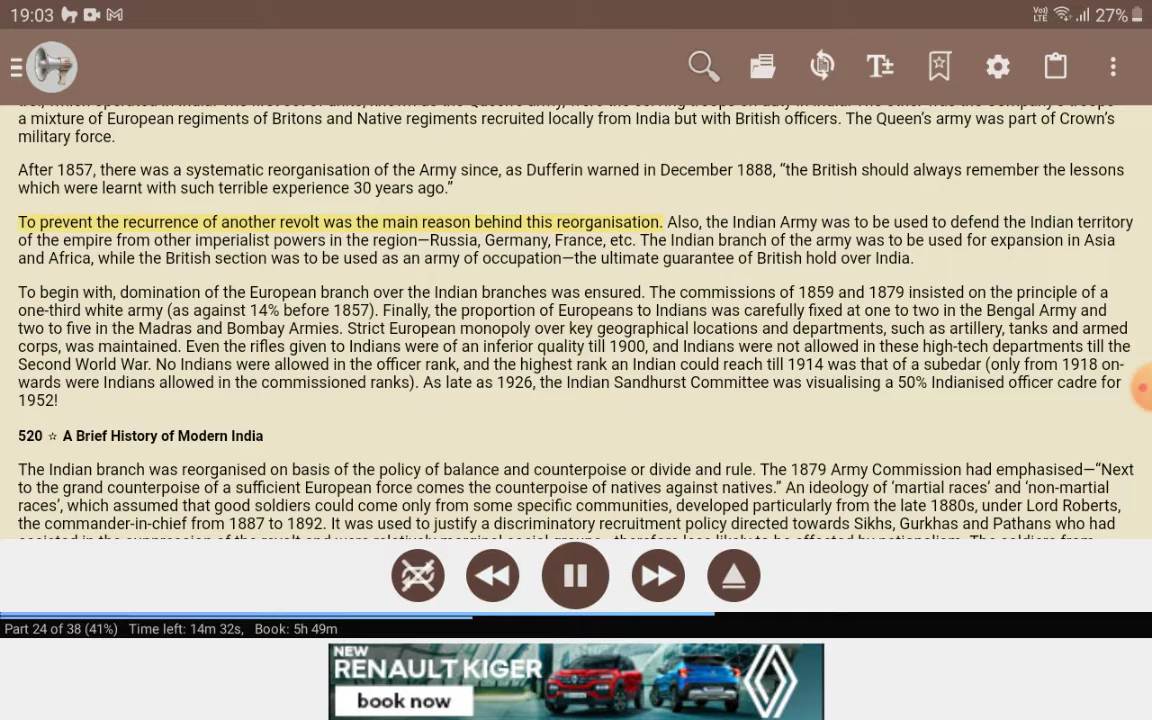 19:03
Vo)) LTE
27%
T±
a mixture of European regiments of Britons and Native regiments recruited locally from India but with British officers. The Queen’s army was part of Crown’s
military force.
After 1857, there was a systematic reorganisation of the Army since, as Dufferin warned in December 1888, “the British should always remember the lessons
which were learnt with such terrible experience 30 years ago.”
To prevent the recurrence of another revolt was the main reason behind this reorganisation. Also, the Indian Army was to be used to defend the Indian territory
of the empire from other imperialist powers in the region—Russia, Germany, France, etc. The Indian branch of the army was to be used for expansion in Asia
and Africa, while the British section was to be used as an army of occupation—the ultimate guarantee of British hold over India.
To begin with, domination of the European branch over the Indian branches was ensured. The commissions of 1859 and 1879 insisted on the principle of a
one-third white army (as against 14% before 1857). Finally, the proportion of Europeans to Indians was carefully fixed at one to two in the Bengal Army and
two to five in the Madras and Bombay Armies. Strict European monopoly over key geographical locations and departments, such as artillery, tanks and armed
corps, was maintained. Even the rifles given to Indians were of an inferior quality till 1900, and Indians were not allowed in these high-tech departments till the
Second World War. No Indians were allowed in the officer rank, and the highest rank an Indian could reach till 1914 was that of a subedar (only from 1918 on-
wards were Indians allowed in the commissioned ranks). As late as 1926, the Indian Sandhurst Committee was visualising a 50% Indianised officer cadre for
1952!
520 ☆ A Brief History of Modern India
The Indian branch was reorganised on basis of the policy of balance and counterpoise or divide and rule. The 1879 Army Commission had emphasised—“Next
to the grand counterpoise of a sufficient European force comes the counterpoise of natives against natives.” An ideology of ‘martial races’ and ‘non-martial
races’, which assumed that good soldiers could come only from some specific communities, developed particularly from the late 1880s, under Lord Roberts,
the commander-in-chief from 1887 to 1892. It was used to justify a discriminatory recruitment policy directed towards Sikhs, Gurkhas and Pathans who had
Part 24 of 38 (41%) Time left: 14m 32s, Book: 5h 49m
NEW
RENAULT KIGER
book now